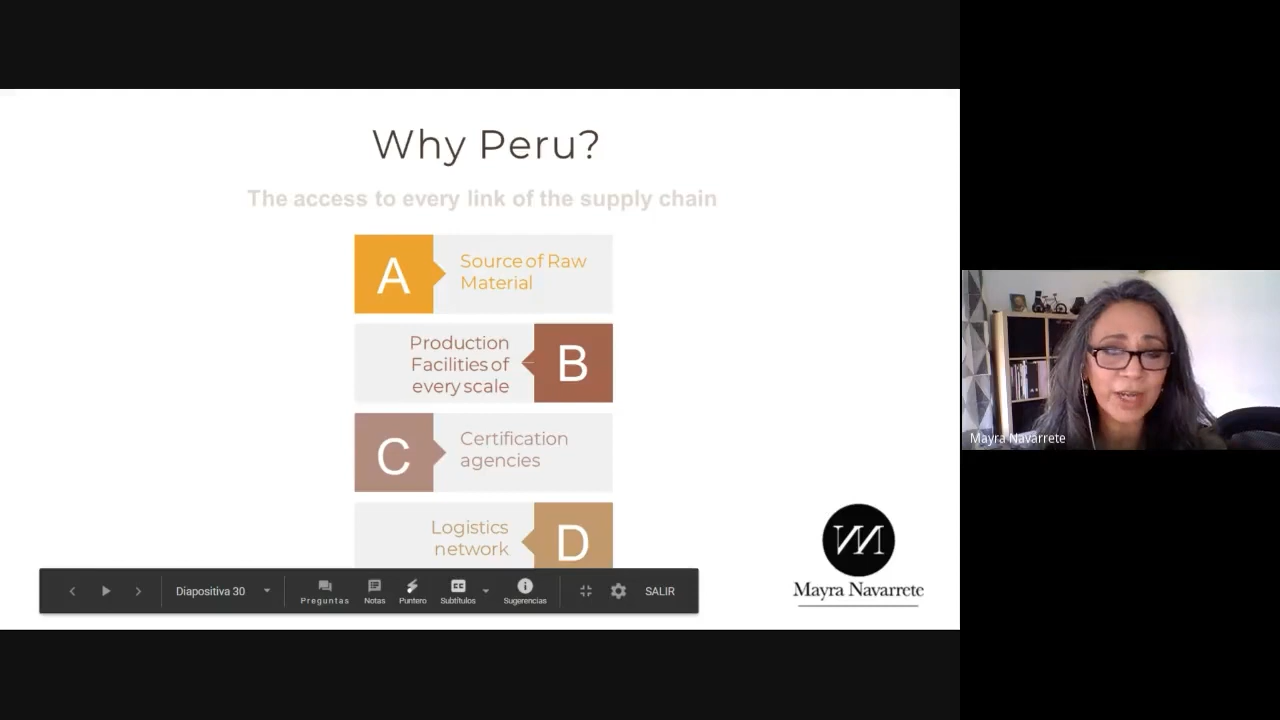 Why Peru?
The access to every link of the supply chain
A
Source of Raw
Material
Production
Facilities of
every scale
B
C
Certification
agencies
Logistics
network
D
Diapositiva 30
Preguntas
Notas
Puntero
CC
Subtítulos
Sugerencias
SALIR
Mayra Navarrete
Mayra Navarrete